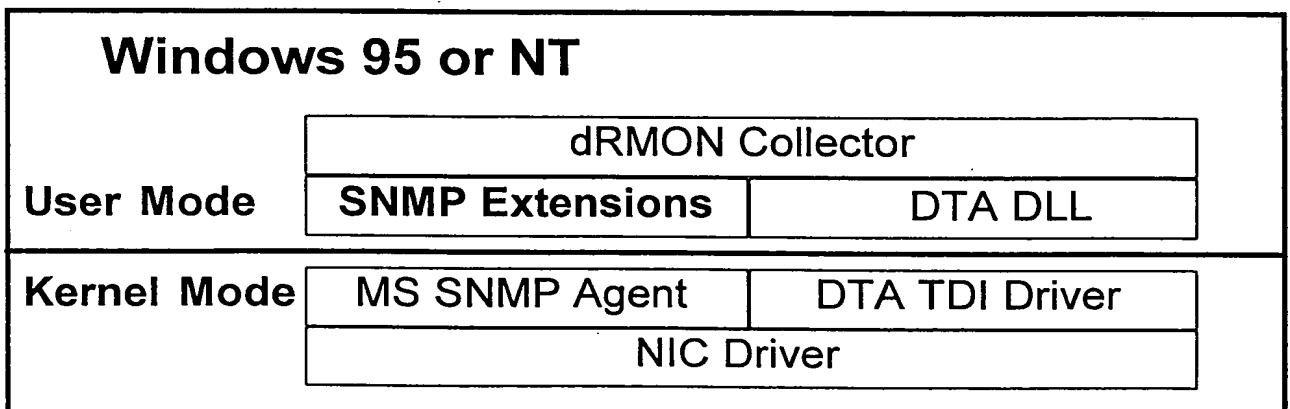 Windows 95 or NT
dRMON Collector
User Mode
SNMP Extensions
DTA DLL
Kernel Mode
MS SNMP Agent
DTA TDI Driver
NIC Driver